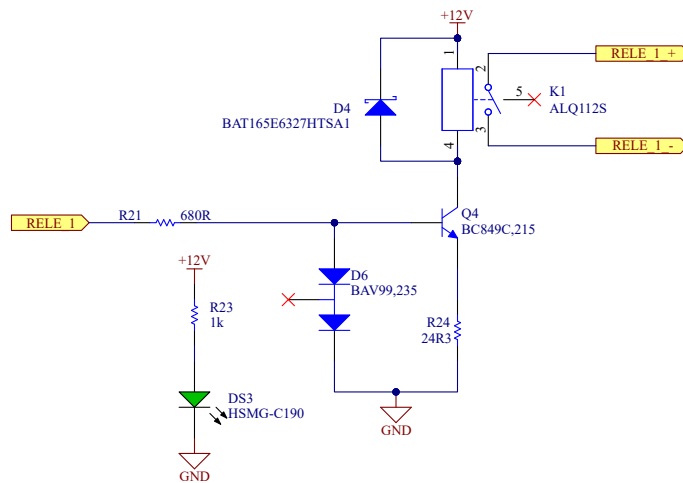 +12V
1
2
RELE_1_+
D4
BAT165E6327HTSA1
5
K1
ALQ112S
3
4
RELE_1_-
RELE_1
R21
680R
Q4
BC849C,215
+12V
D6
BAV99,235
R23
1k
R24
24R3
DS3
HSMG-C190
GND
GND